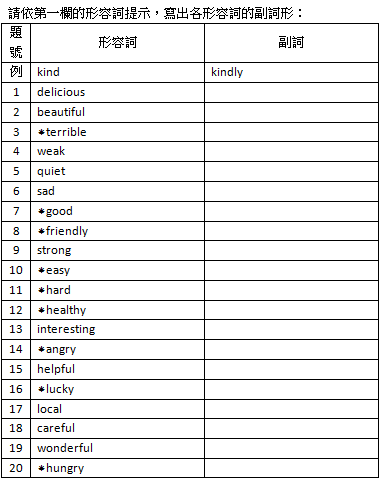 請依第一欄的形容詞提示，寫出各形容詞的副詞形：
題號 形容詞 副詞
例 kind kindly
1 delicious
2 beautiful
3 *terrible
4 weak
5 quiet
6 sad
7 *good
8 *friendly
9 strong
10 *easy
11 *hard
12 *healthy
13 interesting
14 *angry
15 helpful
16 *lucky
17 local
18 careful
19 wonderful
20 *hungry